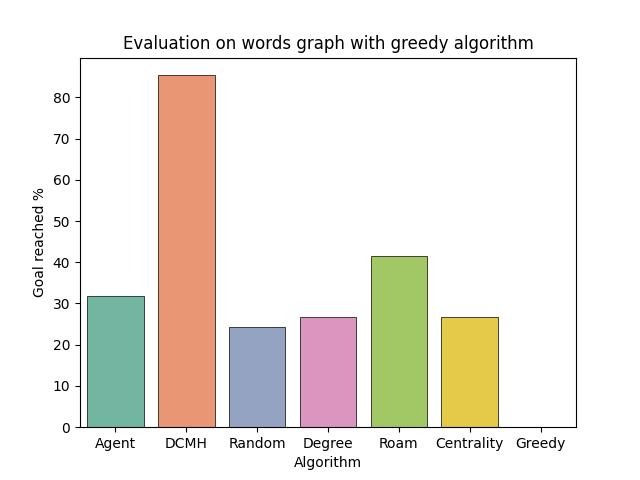 Evaluation on words graph with greedy algorithm
Goal reached %
80
70
60
50
40
30
20
10
0
Agent DCMH Random Degree Roam Centrality Greedy
Algorithm